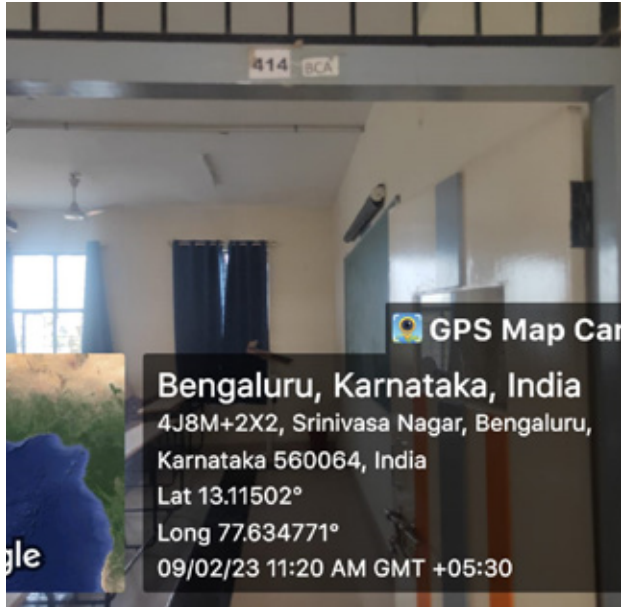 414 BCA
GPS Map Car
Bengaluru, Karnataka, India
4J8M+2X2, Srinivasa Nagar, Bengaluru,
Karnataka 560064, India
Lat 13.11502°
Long 77.634771°
gle
09/02/23 11:20 AM GMT +05:30